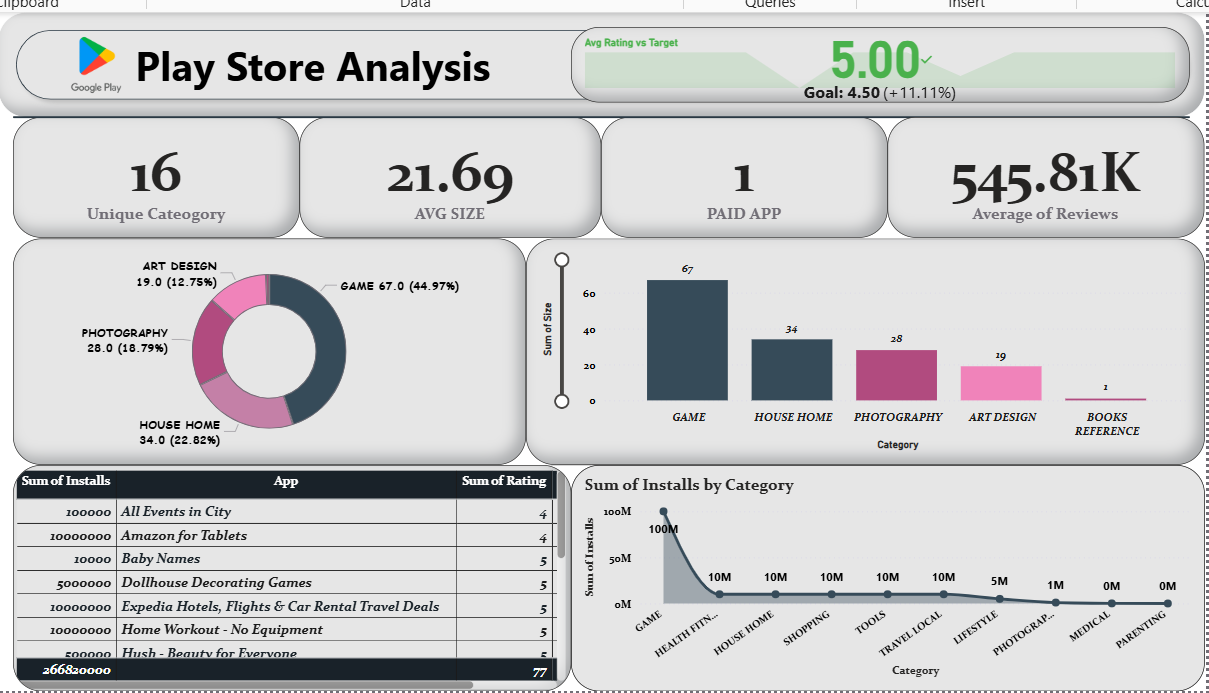 Data
Queries
Insert
Google Play
Play Store Analysis
Avg Rating vs Target
5.00
Goal: 4.50 (+11.11%)
16
Unique Cateogory
21.69
AVG SIZE
1
PAID APP
545.81K
Average of Reviews
ART DESIGN
19.0 (12.75%)
GAME 67.0 (44.97%)
PHOTOGRAPHY
28.0 (18.79%)
HOUSE HOME
34.0 (22.82%)
Sum of Size
60
40
20
0
67
34
28
19
1
GAME
HOUSE HOME
PHOTOGRAPHY
ART DESIGN
BOOKS
REFERENCE
Category
Sum of Installs App Sum of Rating
100000 All Events in City 4
10000000 Amazon for Tablets 4
10000 Baby Names 5
5000000 Dollhouse Decorating Games 5
10000000 Expedia Hotels, Flights & Car Rental Travel Deals 5
10000000 Home Workout - No Equipment 5
500000 Hush - Beauty for Everyone 5
266820000 77
Sum of Installs by Category
Sum of Installs
100M
50M
0M
100M
10M
10M
10M
10M
10M
5M
1M
0M
0M
GAME
HEALTH FITN...
HOUSE HOME
SHOPPING
TOOLS
TRAVEL LOCAL
LIFESTYLE
PHOTOGRAP...
MEDICAL
PARENTING
Category